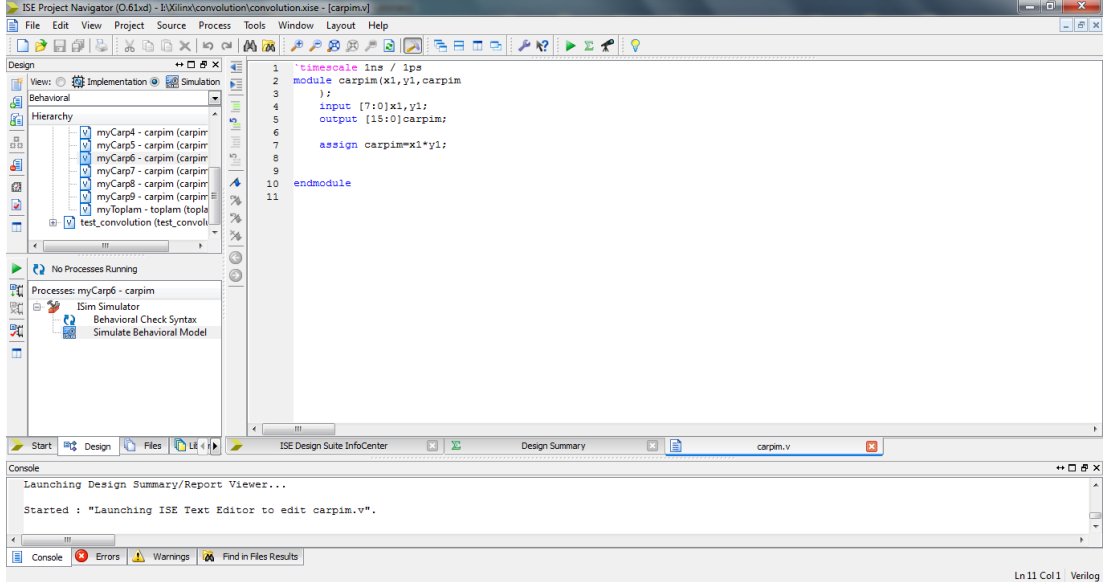 ISE Project Navigator (O.61xd) - I:\Xilinx\convolution\convolution.xise - [carpim.v]
File Edit View Project Source Process Tools Window Layout Help
Design
View: Implementation Simulation
Behavioral
Hierarchy
myCarp4 - carpim (carpim
myCarp5 - carpim (carpim
myCarp6 - carpim (carpim
myCarp7 - carpim (carpim
myCarp8 - carpim (carpim
myCarp9 - carpim (carpim
myToplam - toplam (topla
test_convolution (test_convolu
No Processes Running
Processes: myCarp6 - carpim
ISim Simulator
Behavioral Check Syntax
Simulate Behavioral Model
1 `timescale 1ns / 1ps
2 module carpim(x1,y1,carpim
3 );
4 input [7:0]x1,y1;
5 output [15:0]carpim;
6
7 assign carpim=x1*y1;
8
9
10 endmodule
11
Start Design Files
ISE Design Suite InfoCenter Design Summary carpim.v
Console
Launching Design Summary/Report Viewer...
Started : "Launching ISE Text Editor to edit carpim.v".
Console Errors Warnings Find in Files Results
Ln 11 Col 1 Verilog